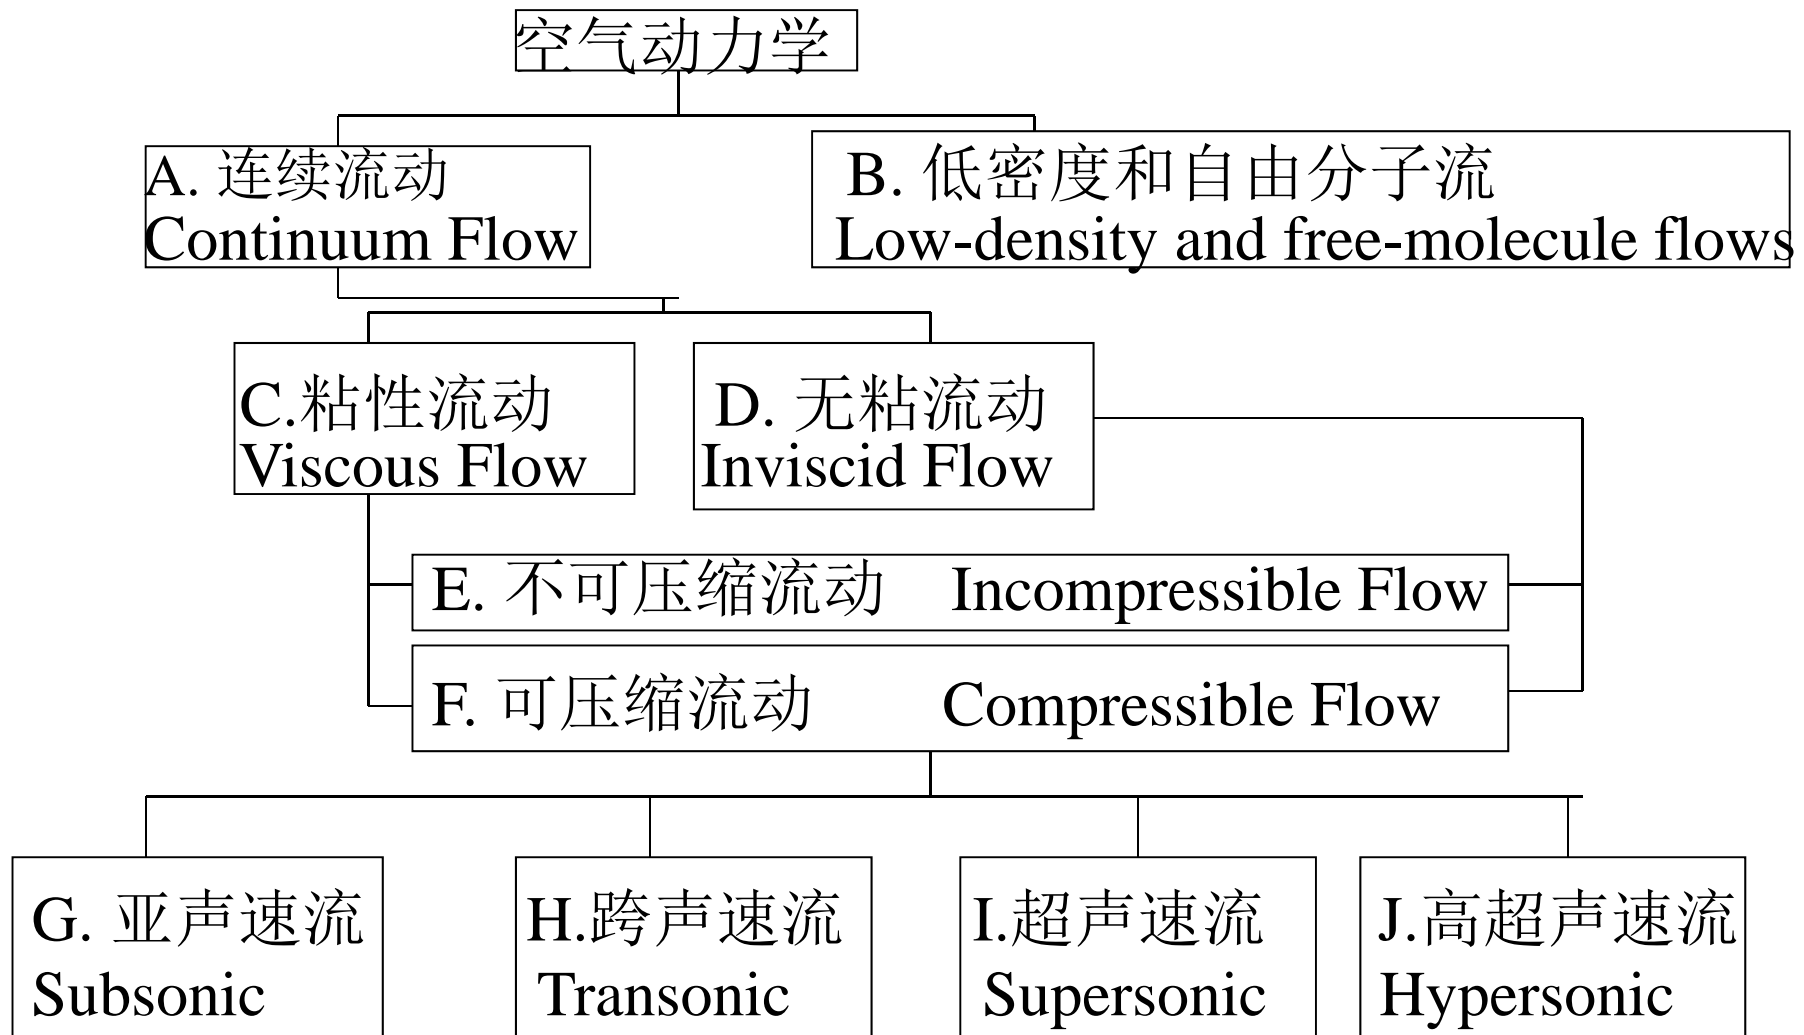 空气动力学
A. 连续流动
Continuum Flow
B. 低密度和自由分子流
Low-density and free-molecule flows
C.粘性流动
Viscous Flow
D. 无粘流动
Inviscid Flow
E. 不可压缩流动 Incompressible Flow
F. 可压缩流动 Compressible Flow
G. 亚声速流
Subsonic
H.跨声速流
Transonic
I.超声速流
Supersonic
J.高超声速流
Hypersonic